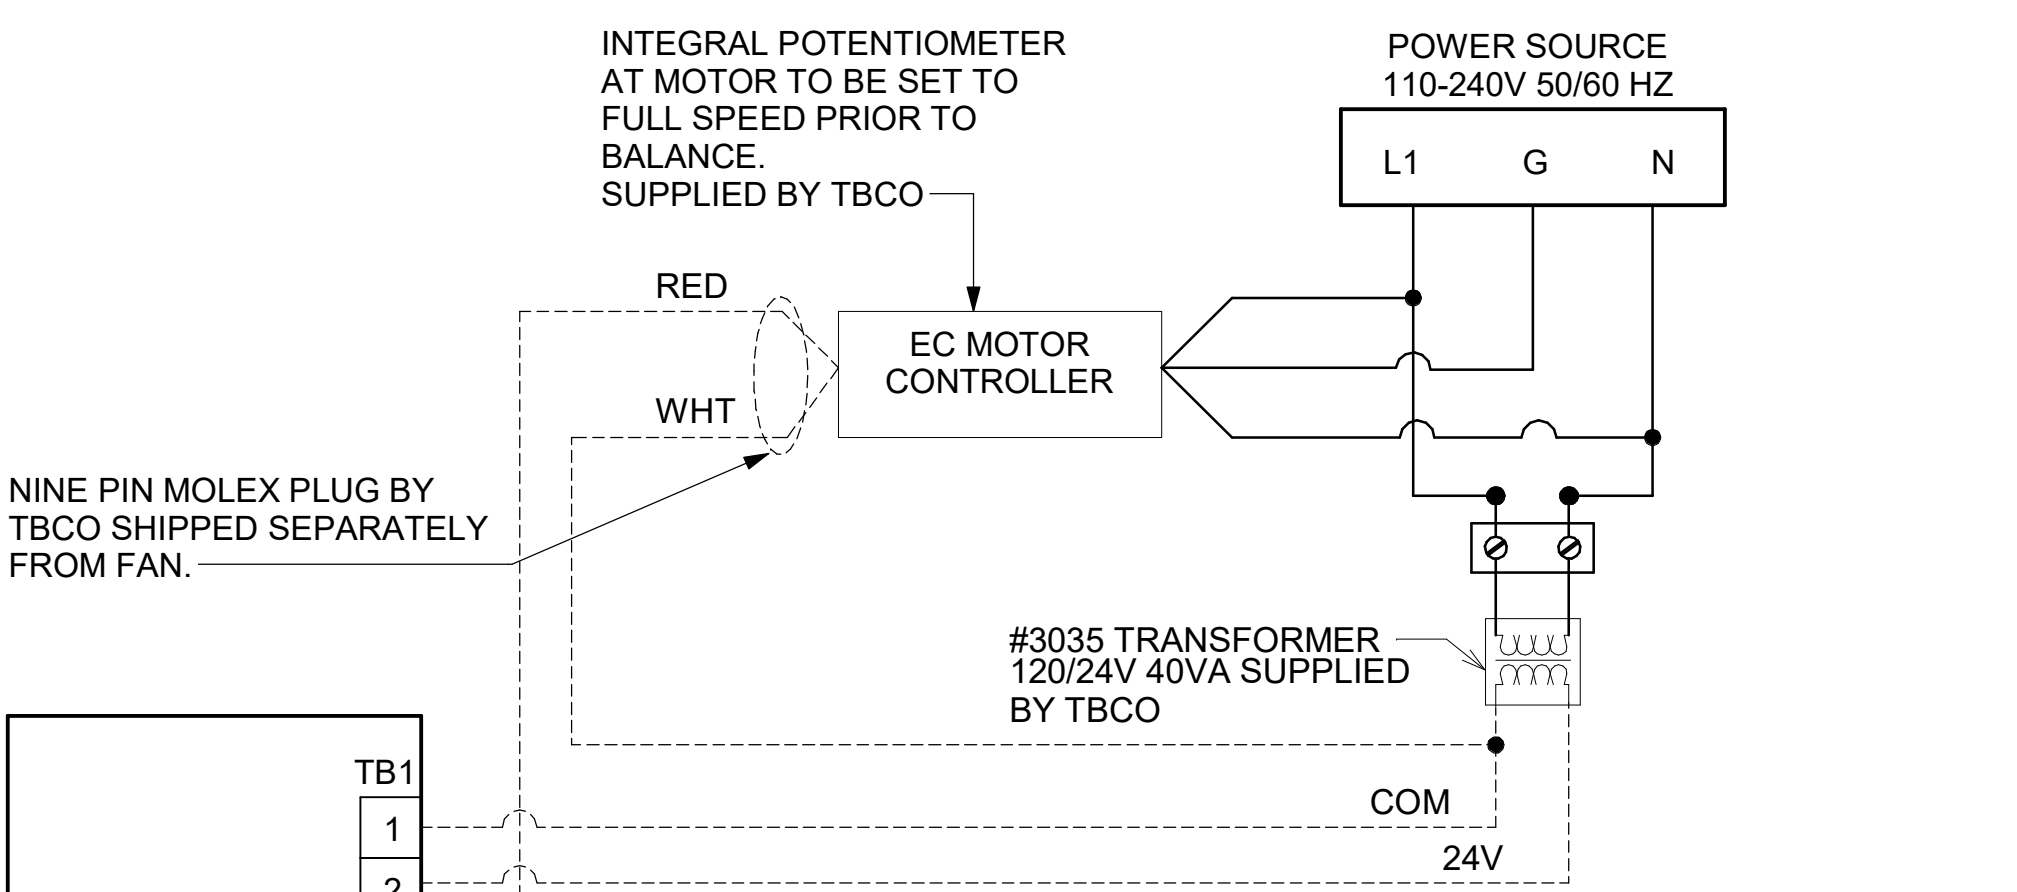 INTEGRAL POTENTIOMETER
AT MOTOR TO BE SET TO
FULL SPEED PRIOR TO
BALANCE.
SUPPLIED BY TBCO
POWER SOURCE
110-240V 50/60 HZ
L1 G N
RED
EC MOTOR
CONTROLLER
WHT
NINE PIN MOLEX PLUG BY
TBCO SHIPPED SEPARATELY
FROM FAN.
#3035 TRANSFORMER
120/24V 40VA SUPPLIED
BY TBCO
TB1
COM
1
24V
2